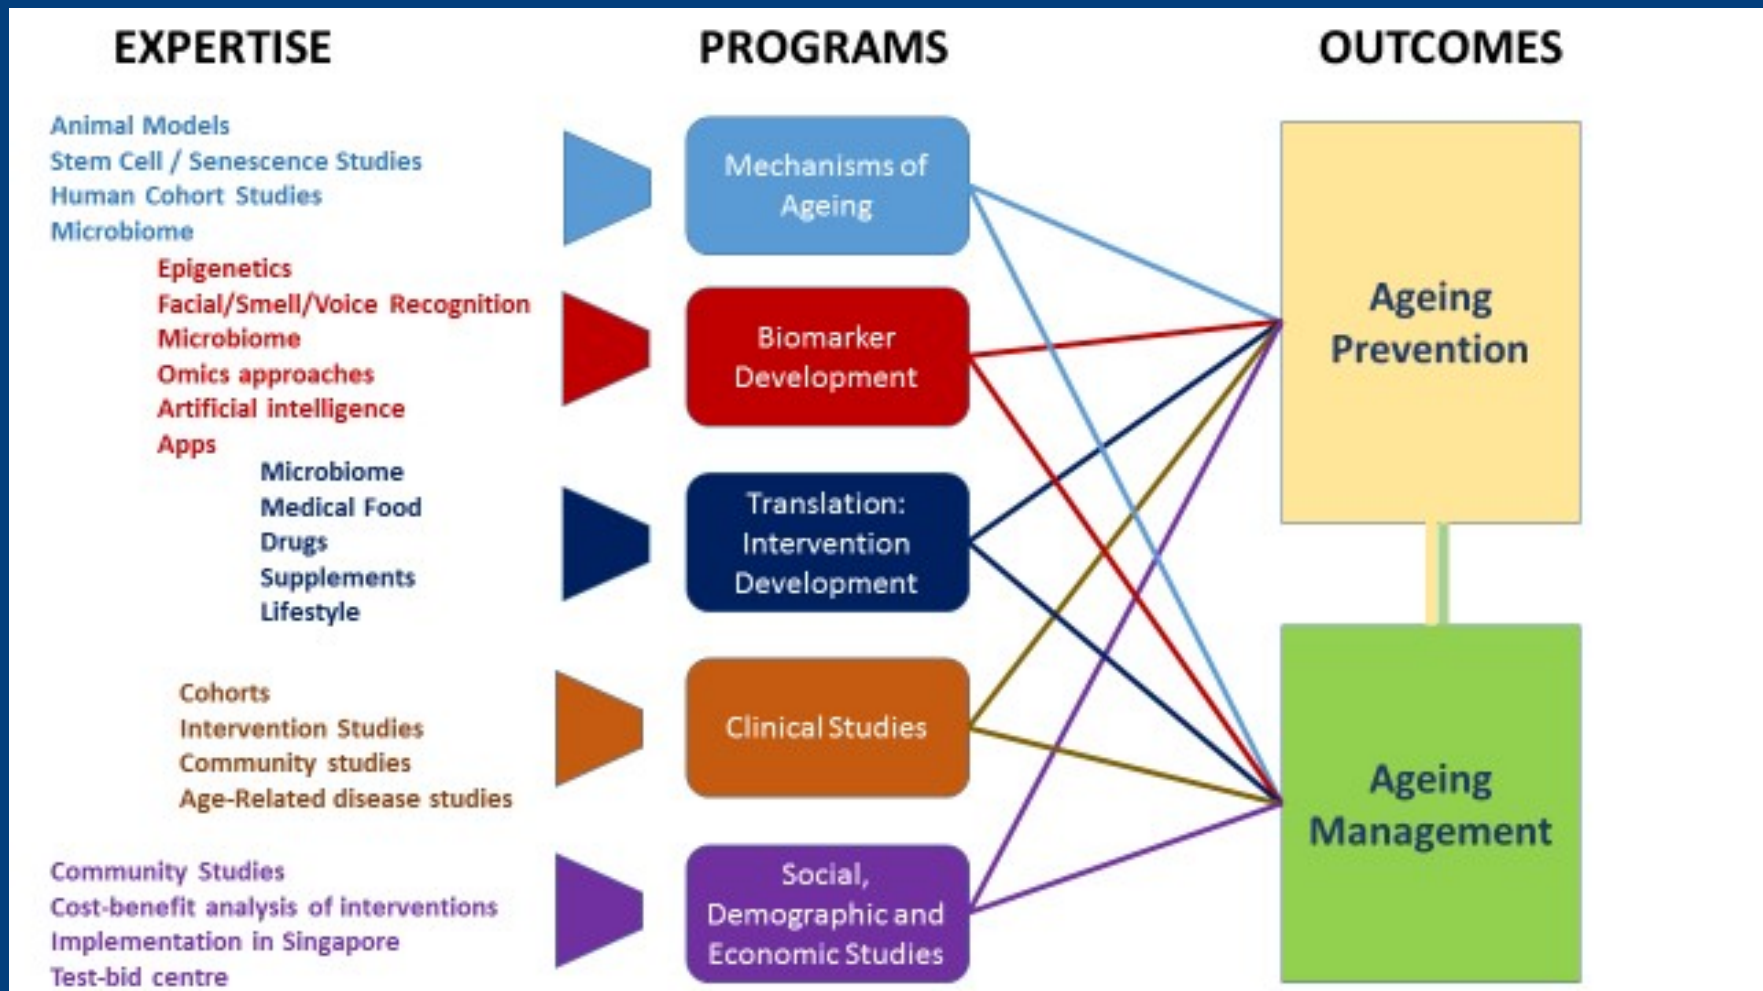 EXPERTISE
PROGRAMS
OUTCOMES
Animal Models
Stem Cell / Senescence Studies
Human Cohort Studies
Microbiome
Epigenetics
Facial/Smell/Voice Recognition
Microbiome
Omics approaches
Artificial intelligence
Apps
Microbiome
Medical Food
Drugs
Supplements
Lifestyle
Cohorts
Intervention Studies
Community studies
Age-Related disease studies
Community Studies
Cost-benefit analysis of interventions
Implementation in Singapore
Test-bid centre
Mechanisms of
Ageing
Biomarker
Development
Translation:
Intervention
Development
Clinical Studies
Social,
Demographic and
Economic Studies
Ageing
Prevention
Ageing
Management